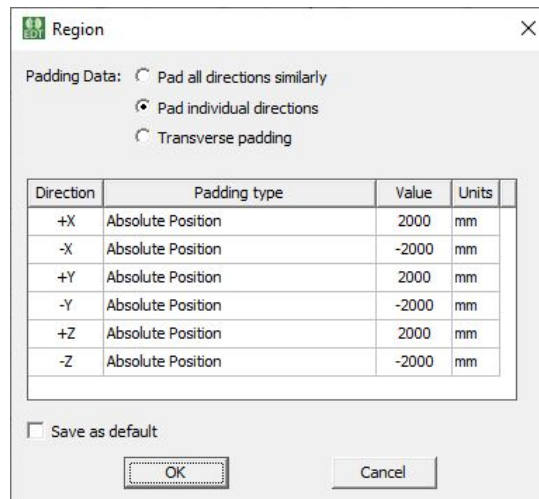 EDT Region
Padding Data: Pad all directions similarly
Pad individual directions
Transverse padding
Direction Padding type Value Units
+X Absolute Position 2000 mm
-X Absolute Position -2000 mm
+Y Absolute Position 2000 mm
-Y Absolute Position -2000 mm
+Z Absolute Position 2000 mm
-Z Absolute Position -2000 mm
Save as default
OK Cancel